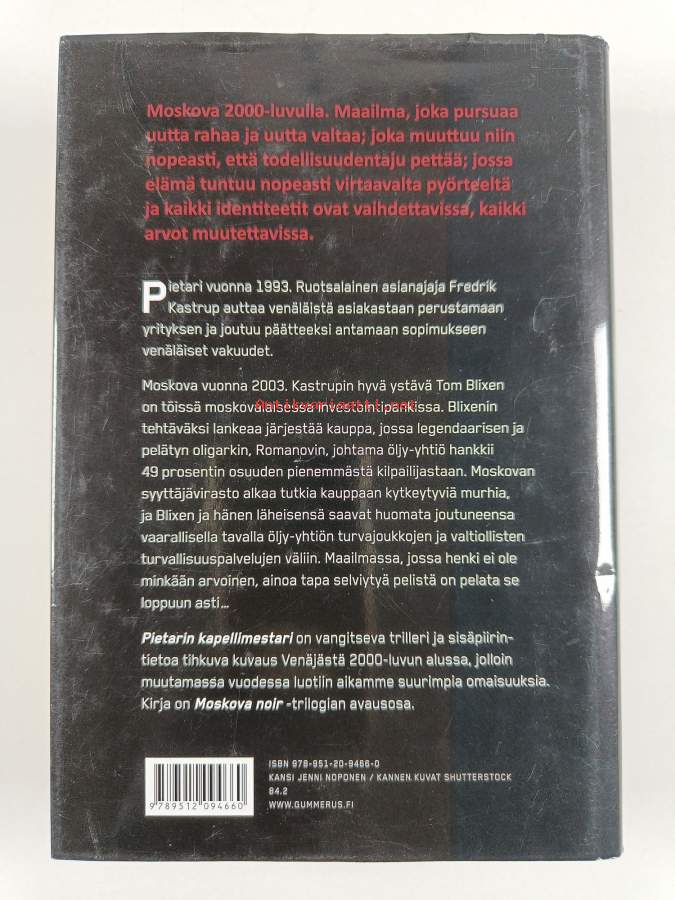 Moskova 2000-luvulla. Maailma, joka pursuaa
uutta rahaa ja uutta valtaa; joka muuttuu niin
nopeasti, että todellisuudentaju pettää; jossa
elämä tuntuu nopeasti virtaavalta pyörteeltä
ja kaikki identiteetit ovat vaihdettavissa, kaikki
arvot muutettavissa.
Pietari vuonna 1993. Ruotsalainen asianajaja Fredrik
Kastrup auttaa venäläistä asiakastaan perustamaan
yrityksen ja joutuu päätteeksi antamaan sopimukseen
venäläiset vakuudet.
Moskova vuonna 2003. Kastrupin hyvä ystävä Tom Blixen
on töissä moskovalaisessa investointipankissa. Blixenin
Antikvariaatti.net
tehtäväksi lankeaa järjestää kauppa, jossa legendaarisen ja
pelätyn oligarkin, Romanovin, johtama öljy-yhtiö hankkii
49 prosentin osuuden pienemmästä kilpailijastaan. Moskovan
syyttäjävirasto alkaa tutkia kauppaan kytkeytyviä murhia,
ja Blixen ja hänen läheisensä saavat huomata joutuneensa
vaarallisella tavalla öljy-yhtiön turvajoukkojen ja valtiollisten
turvallisuuspalvelujen väliin. Maailmassa, jossa henki ei ole
minkään arvoinen, ainoa tapa selviytyä pelistä on pelata se
loppuun asti...
Pietarin kapellimestari on vangitseva trilleri ja sisäpiirin-
tietoa tihkuva kuvaus Venäjästä 2000-luvun alussa, jolloin
muutamassa vuodessa luotiin aikamme suurimpia omaisuuksia.
Kirja on Moskova noir -trilogian avausosa.
ISBN 978-951-20-9466-0
KANSI JENNI NOPONEN / KANNEN KUVAT SHUTTERSTOCK
84.2
WWW.GUMMERUS.FI
9 789512 094660